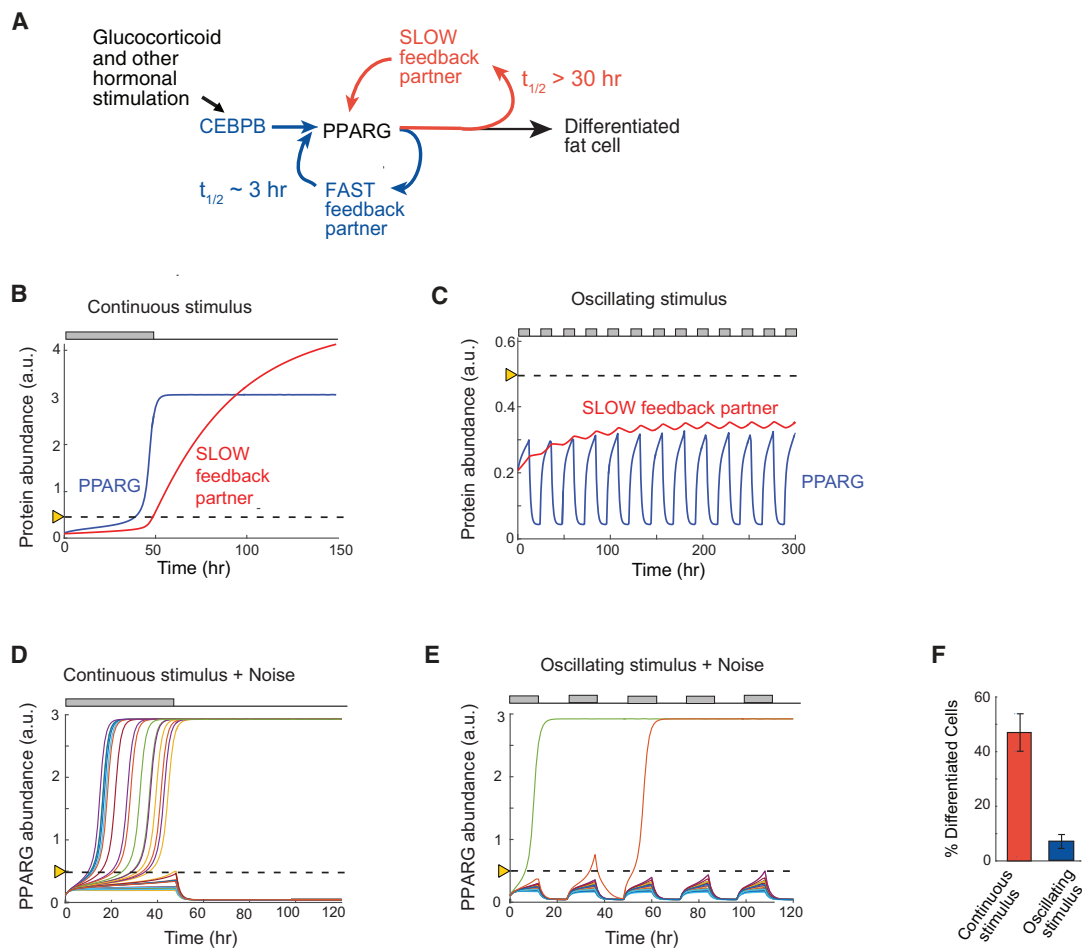 A
Glucocorticoid
and other
hormonal
stimulation
CEBPB
PPARG
SLOW
feedback
partner
t1/2 > 30 hr
Differentiated
fat cell
t1/2 ~ 3 hr
FAST
feedback
partner
B
Continuous stimulus
Protein abundance (a.u.)
4
3
2
1
0
PPARG
SLOW
feedback
partner
0 50 100 150
Time (hr)
C
Oscillating stimulus
Protein abundance (a.u.)
0.6
0.4
0.2
0
SLOW feedback partner
PPARG
0 100 200 300
Time (hr)
D
Continuous stimulus + Noise
PPARG abundance (a.u.)
3
2
1
0
0 20 40 60 80 100 120
Time (hr)
E
Oscillating stimulus + Noise
PPARG abundance (a.u.)
3
2
1
0
0 20 40 60 80 100 120
Time (hr)
F
% Differentiated Cells
60
40
20
0
Continuous
stimulus
Oscillating
stimulus